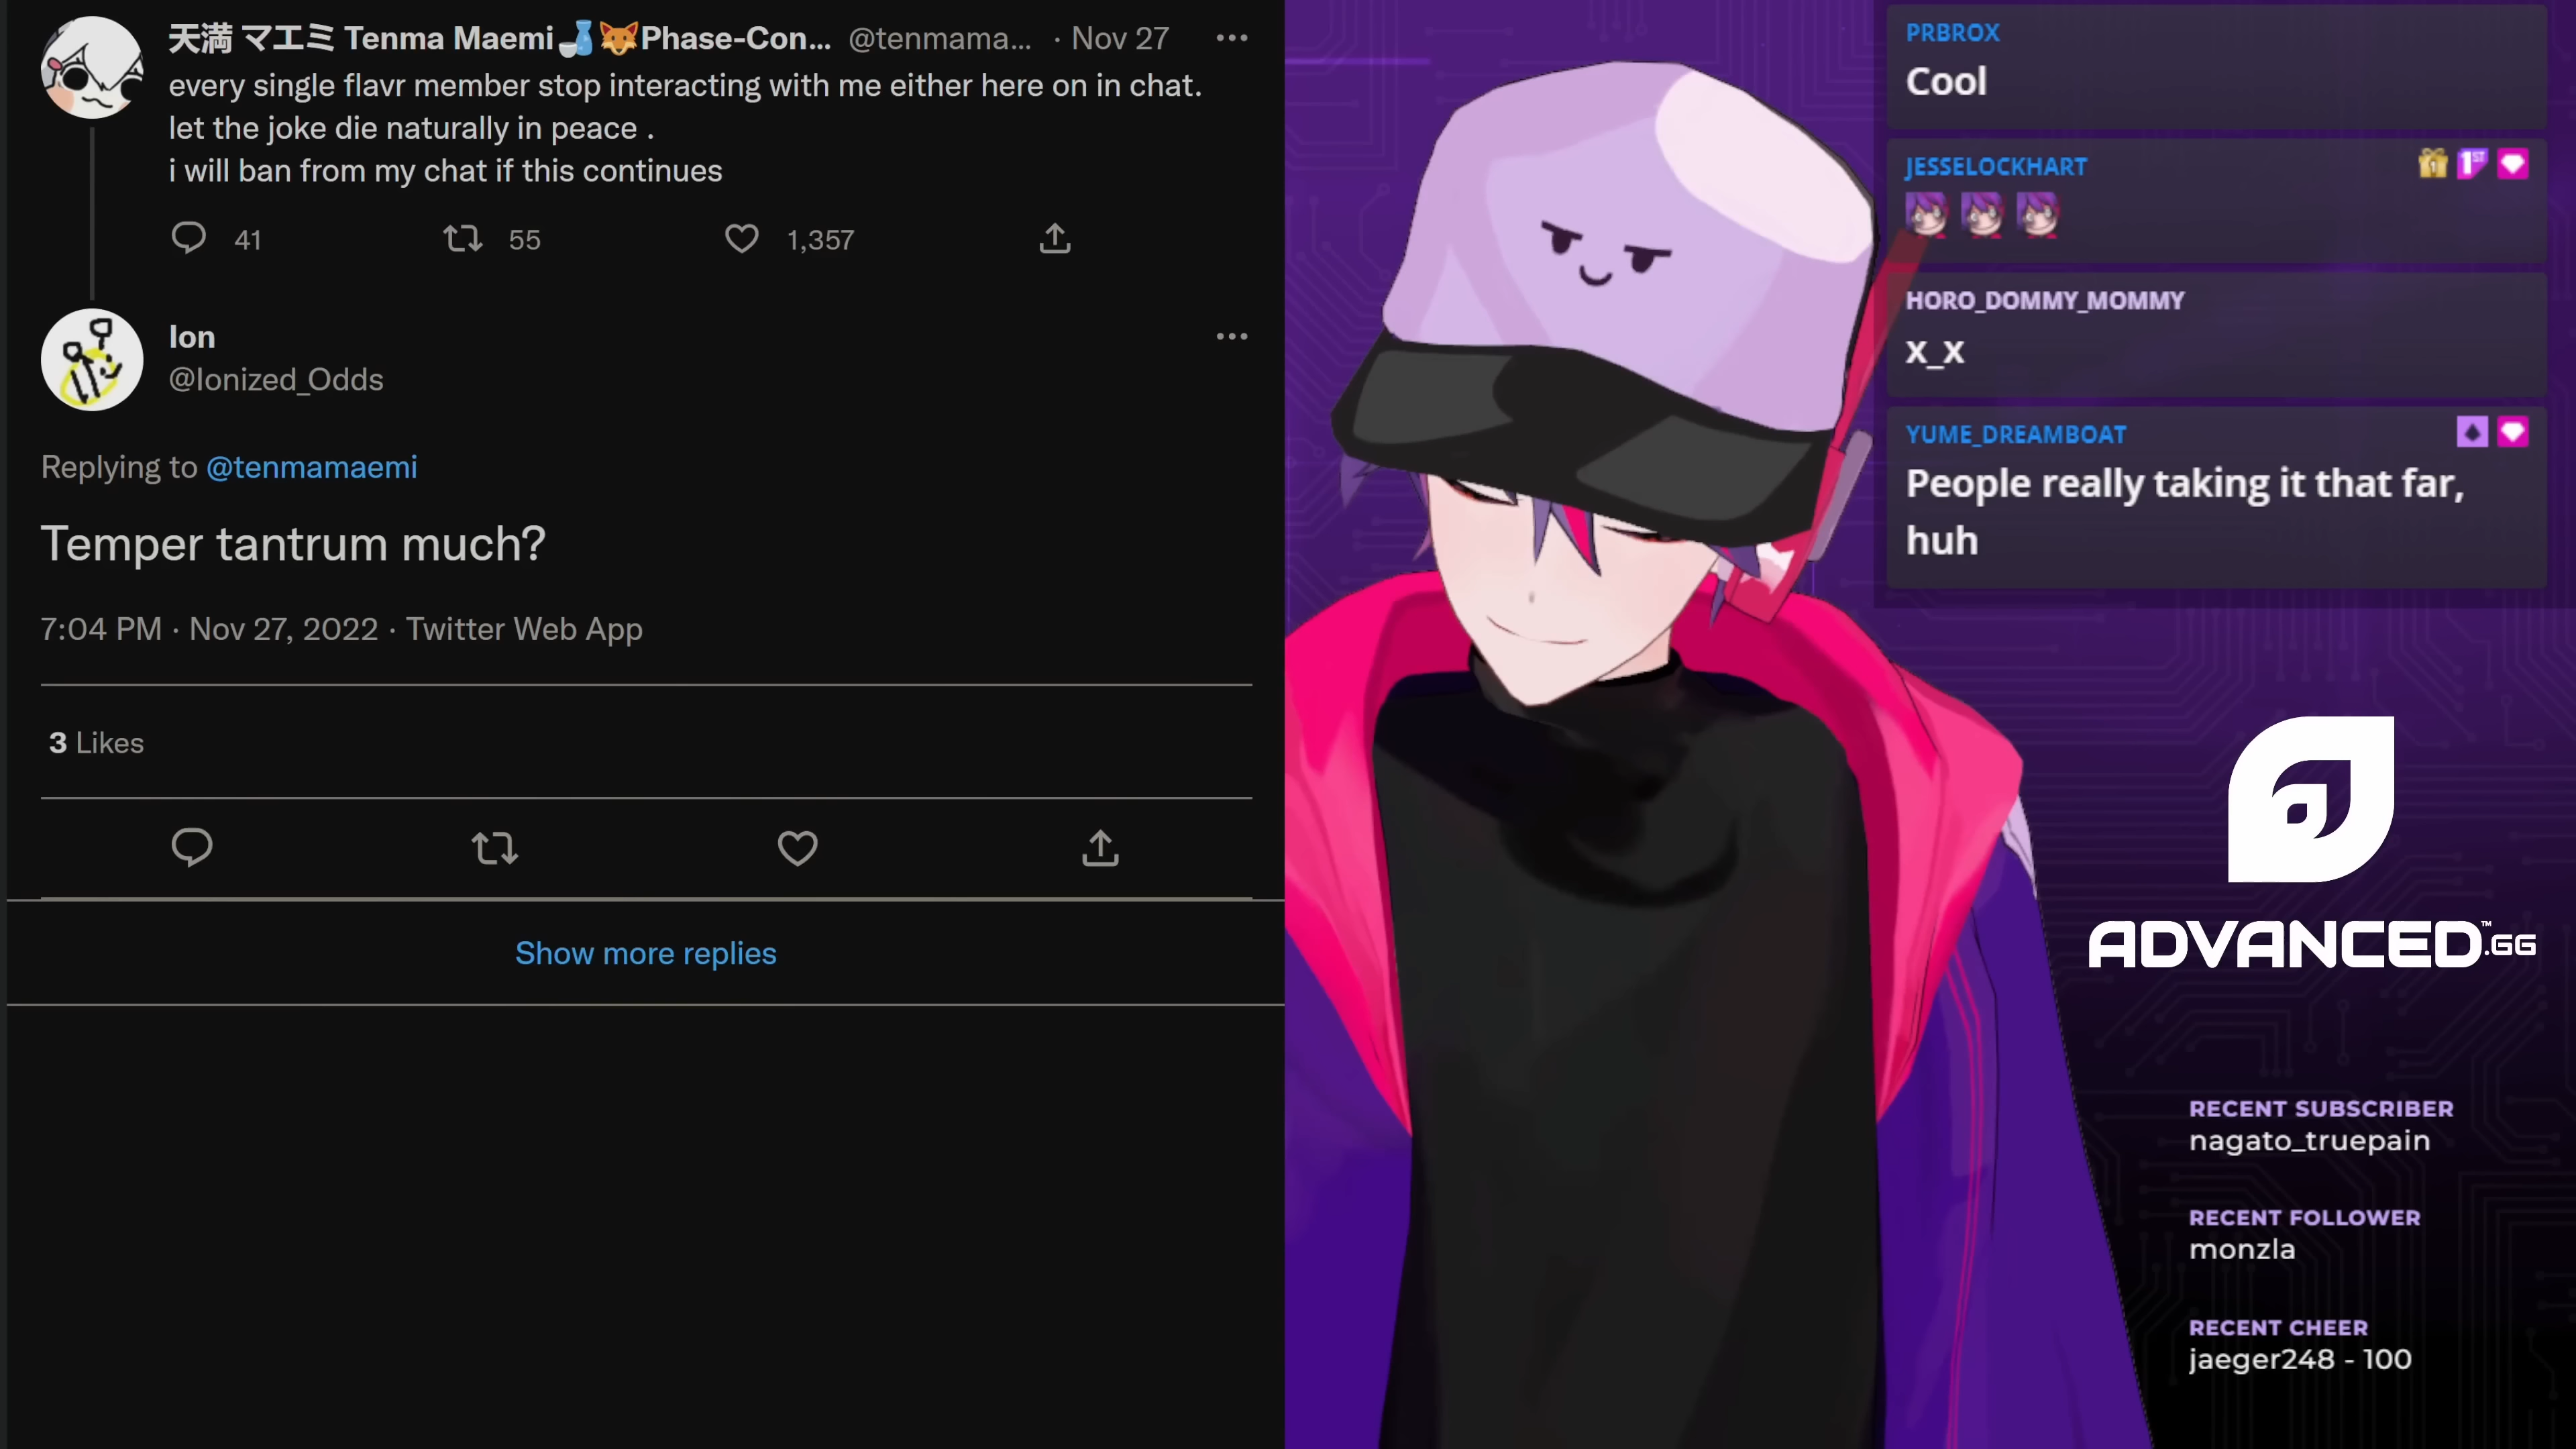 天満 マエミ Tenma Maemi🍶🦊Phase-Con... @tenmama... · Nov 27
every single flavr member stop interacting with me either here on in chat.
let the joke die naturally in peace .
i will ban from my chat if this continues
41 55 1,357
Ion
@Ionized_Odds
Replying to @tenmamaemi
Temper tantrum much?
7:04 PM · Nov 27, 2022 · Twitter Web App
3 Likes
Show more replies
PRBROX
Cool
JESSELOCKHART
1ST
HORO_DOMMY_MOMMY
x_x
YUME_DREAMBOAT
People really taking it that far,
huh
ADVANCED™.GG
RECENT SUBSCRIBER
nagato_truepain
RECENT FOLLOWER
monzla
RECENT CHEER
jaeger248 - 100